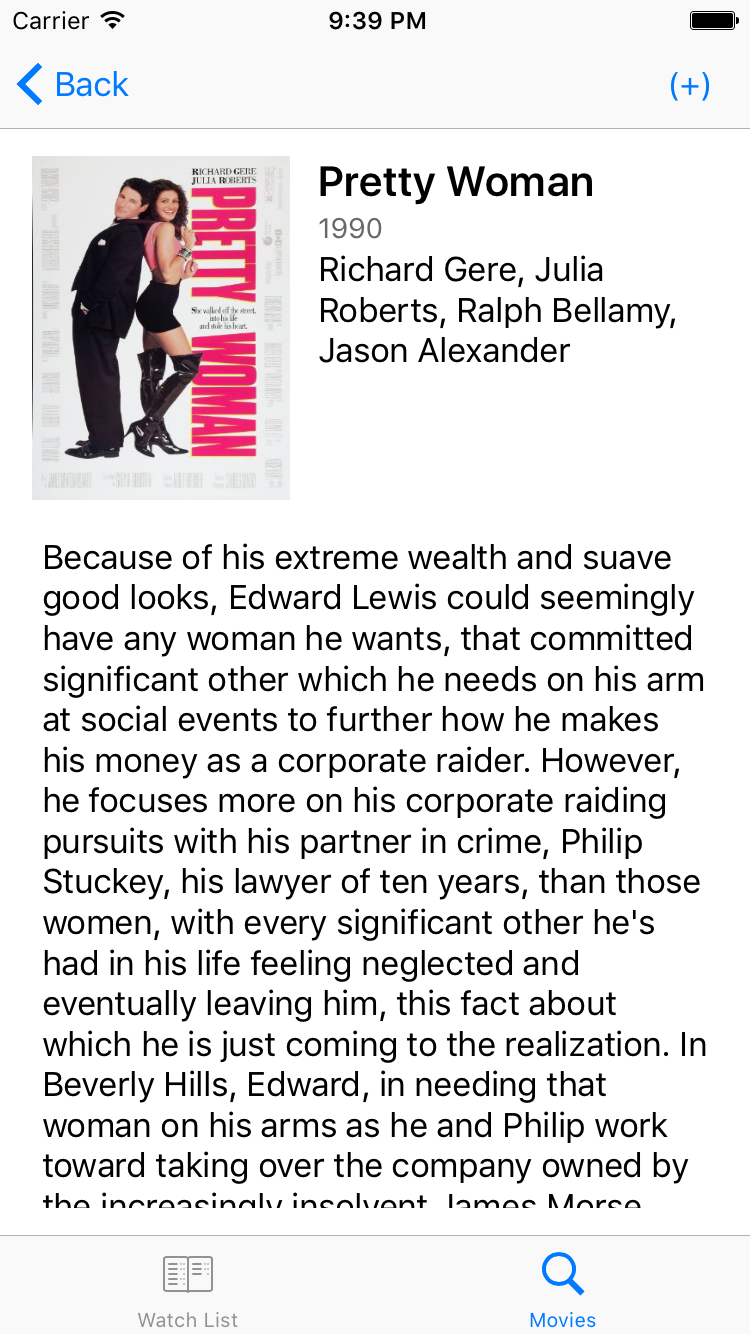 Carrier 9:39 PM
Back (+)
RICHARD GERE
JULIA ROBERTS
PRETTY WOMAN
She walked off the street,
into his life
and stole his heart.
Pretty Woman
1990
Richard Gere, Julia
Roberts, Ralph Bellamy,
Jason Alexander
Because of his extreme wealth and suave
good looks, Edward Lewis could seemingly
have any woman he wants, that committed
significant other which he needs on his arm
at social events to further how he makes
his money as a corporate raider. However,
he focuses more on his corporate raiding
pursuits with his partner in crime, Philip
Stuckey, his lawyer of ten years, than those
women, with every significant other he's
had in his life feeling neglected and
eventually leaving him, this fact about
which he is just coming to the realization. In
Beverly Hills, Edward, in needing that
woman on his arms as he and Philip work
toward taking over the company owned by
the increasingly insolvent James Morse
Watch List Movies